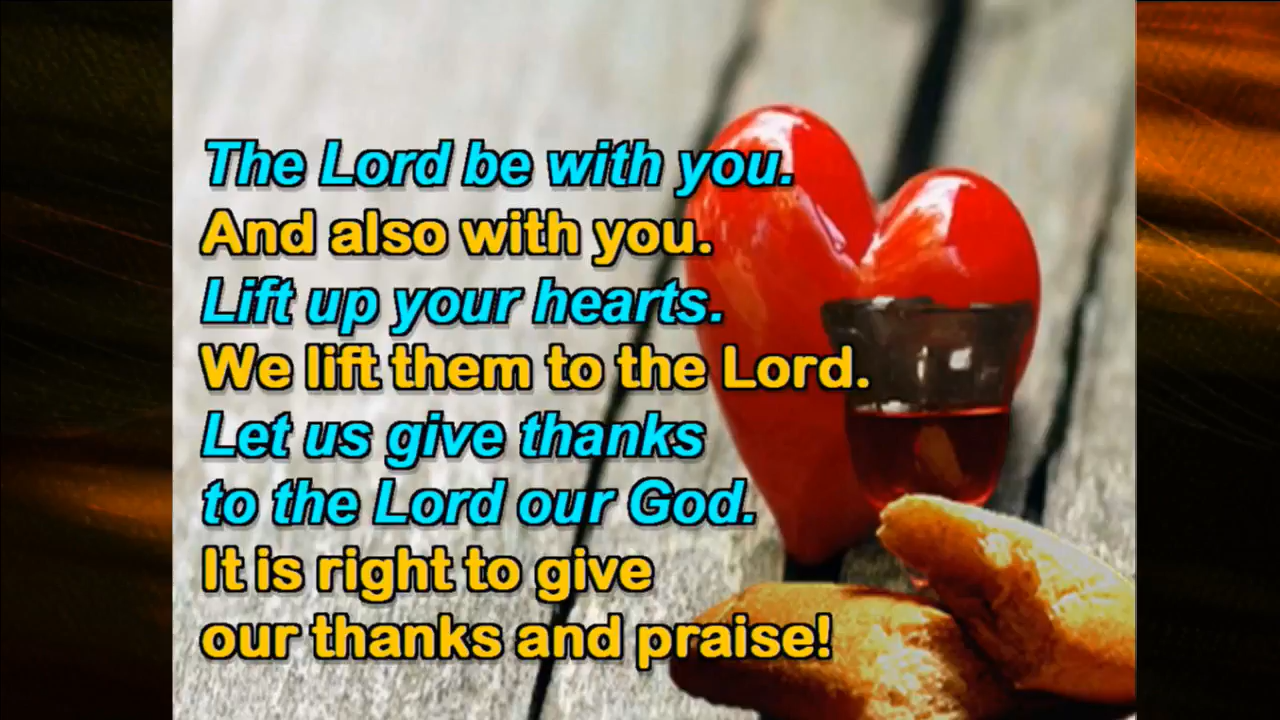 The Lord be with you.
And also with you.
Lift up your hearts.
We lift them to the Lord.
Let us give thanks
to the Lord our God.
It is right to give
our thanks and praise!